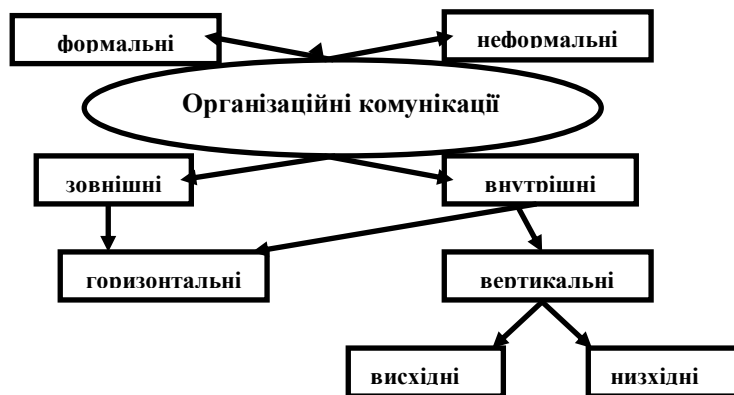 формальні
неформальні
Організаційні комунікації
зовнішні
внутрішні
горизонтальні
вертикальні
висхідні
низхідні